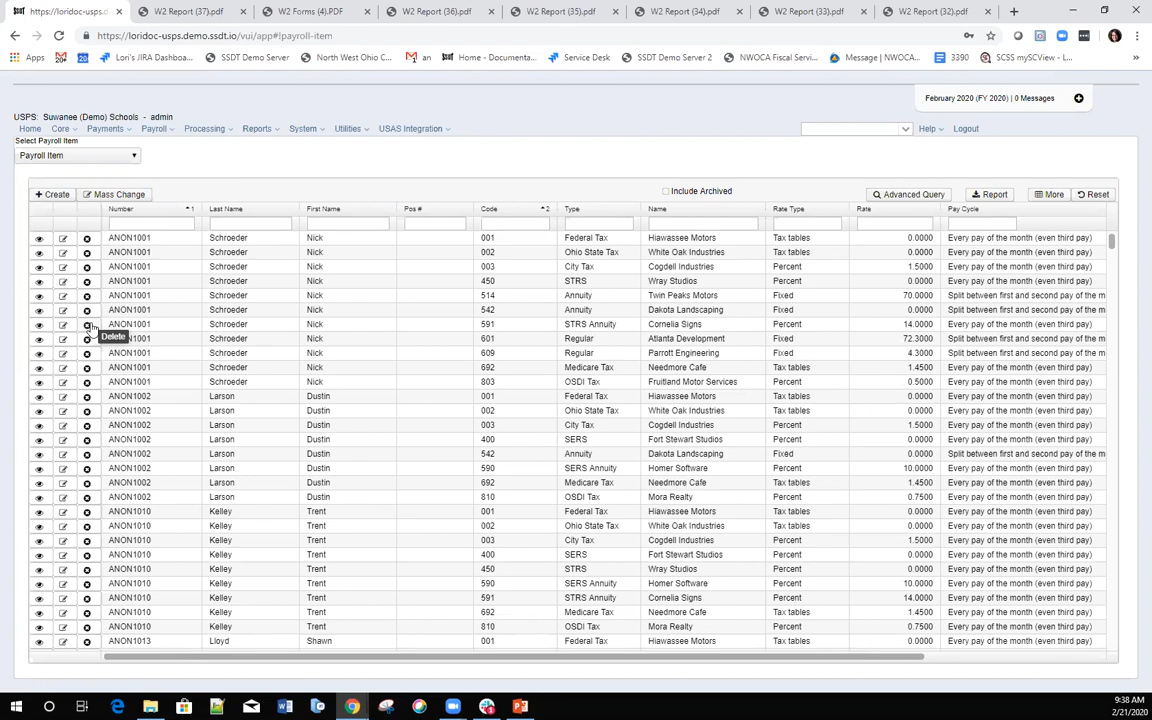 https://loridoc-usps.demo.ssdt.io/ W2 Report (37).pdf W2 Forms (4).PDF W2 Report (36).pdf W2 Report (35).pdf W2 Report (34).pdf W2 Report (33).pdf W2 Report (32).pdf
https://loridoc-usps.demo.ssdt.io/vui/app#!payroll-item
Apps Lori's JIRA Dashboa... SSDT Demo Server North West Ohio C... an Home - Documenta... Service Desk SSDT Demo Server 2 NWOCA Fiscal Servi... Message | NWOCA... 3390 SCSS mySCView - L... »
February 2020 (FY 2020) | 0 Messages
USPS: Suwanee (Demo) Schools - admin
Home Core Payments Payroll Processing Reports System Utilities USAS Integration Help Logout
Select Payroll Item
Payroll Item
Create Mass Change Include Archived Advanced Query Report More Reset
Number 1 Last Name First Name Pos # Code 2 Type Name Rate Type Rate Pay Cycle
ANON1001 Schroeder Nick 001 Federal Tax Hiawassee Motors Tax tables 0.0000 Every pay of the month (even third pay)
ANON1001 Schroeder Nick 002 Ohio State Tax White Oak Industries Tax tables 0.0000 Every pay of the month (even third pay)
ANON1001 Schroeder Nick 003 City Tax Cogdell Industries Percent 1.5000 Every pay of the month (even third pay)
ANON1001 Schroeder Nick 450 STRS Wray Studios Percent 0.0000 Every pay of the month (even third pay)
ANON1001 Schroeder Nick 514 Annuity Twin Peaks Motors Fixed 70.0000 Split between first and second pay of the m
ANON1001 Schroeder Nick 542 Annuity Dakota Landscaping Fixed 0.0000 Split between first and second pay of the m
ANON1001 Schroeder Nick 591 STRS Annuity Cornelia Signs Percent 14.0000 Every pay of the month (even third pay)
Delete 1001 Schroeder Nick 601 Regular Atlanta Development Fixed 72.3000 Split between first and second pay of the m
ANON1001 Schroeder Nick 609 Regular Parrott Engineering Fixed 4.3000 Split between first and second pay of the m
ANON1001 Schroeder Nick 692 Medicare Tax Needmore Cafe Tax tables 1.4500 Every pay of the month (even third pay)
ANON1001 Schroeder Nick 803 OSDI Tax Fruitland Motor Services Percent 0.5000 Every pay of the month (even third pay)
ANON1002 Larson Dustin 001 Federal Tax Hiawassee Motors Tax tables 0.0000 Every pay of the month (even third pay)
ANON1002 Larson Dustin 002 Ohio State Tax White Oak Industries Tax tables 0.0000 Every pay of the month (even third pay)
ANON1002 Larson Dustin 003 City Tax Cogdell Industries Percent 1.5000 Every pay of the month (even third pay)
ANON1002 Larson Dustin 400 SERS Fort Stewart Studios Percent 0.0000 Every pay of the month (even third pay)
ANON1002 Larson Dustin 542 Annuity Dakota Landscaping Fixed 0.0000 Split between first and second pay of the m
ANON1002 Larson Dustin 590 SERS Annuity Homer Software Percent 10.0000 Every pay of the month (even third pay)
ANON1002 Larson Dustin 692 Medicare Tax Needmore Cafe Tax tables 1.4500 Every pay of the month (even third pay)
ANON1002 Larson Dustin 810 OSDI Tax Mora Realty Percent 0.7500 Every pay of the month (even third pay)
ANON1010 Kelley Trent 001 Federal Tax Hiawassee Motors Tax tables 0.0000 Every pay of the month (even third pay)
ANON1010 Kelley Trent 002 Ohio State Tax White Oak Industries Tax tables 0.0000 Every pay of the month (even third pay)
ANON1010 Kelley Trent 003 City Tax Cogdell Industries Percent 1.5000 Every pay of the month (even third pay)
ANON1010 Kelley Trent 400 SERS Fort Stewart Studios Percent 0.0000 Every pay of the month (even third pay)
ANON1010 Kelley Trent 450 STRS Wray Studios Percent 0.0000 Every pay of the month (even third pay)
ANON1010 Kelley Trent 590 SERS Annuity Homer Software Percent 10.0000 Every pay of the month (even third pay)
ANON1010 Kelley Trent 591 STRS Annuity Cornelia Signs Percent 14.0000 Every pay of the month (even third pay)
ANON1010 Kelley Trent 692 Medicare Tax Needmore Cafe Tax tables 1.4500 Every pay of the month (even third pay)
ANON1010 Kelley Trent 810 OSDI Tax Mora Realty Percent 0.7500 Every pay of the month (even third pay)
ANON1013 Lloyd Shawn 001 Federal Tax Hiawassee Motors Tax tables 0.0000 Every pay of the month (even third pay)
9:38 AM
2/21/2020